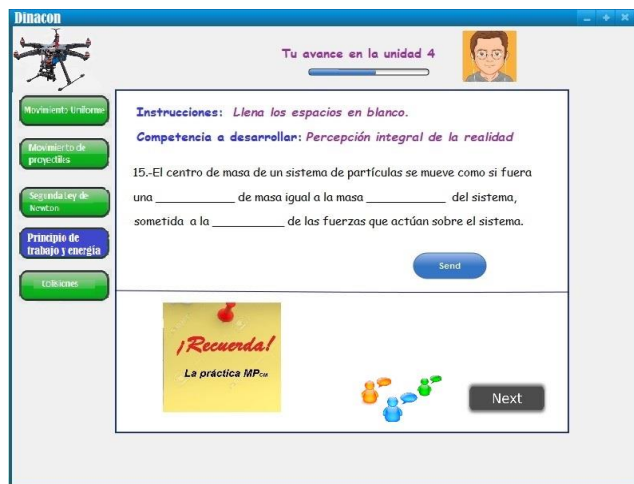 Dinacon
Tu avance en la unidad 4
Movimiento Uniforme
Movimiento de
proyectiles
Segunda Ley de
Newton
Principio de
trabajo y energía
Colisiones
Instrucciones: Llena los espacios en blanco.
Competencia a desarrollar: Percepción integral de la realidad
15.-El centro de masa de un sistema de partículas se mueve como si fuera
una ____________ de masa igual a la masa ____________ del sistema,
sometida a la ___________ de las fuerzas que actúan sobre el sistema.
Send
¡Recuerda!
La práctica MPCM
Next